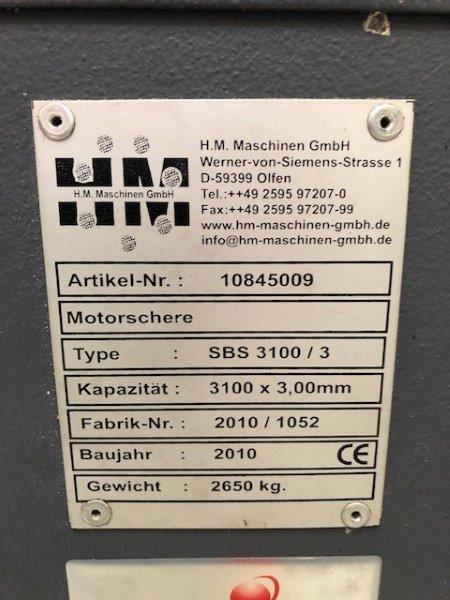 H.M. Maschinen GmbH
Werner-von-Siemens-Strasse 1
D-59399 Olfen
Tel.:++49 2595 97207-0
Fax:++49 2595 97207-99
www.hm-maschinen-gmbh.de
info@hm-maschinen-gmbh.de
HM
H.M. Maschinen GmbH
Artikel-Nr. : 10845009
Motorschere
Type : SBS 3100 / 3
Kapazität : 3100 x 3,00mm
Fabrik-Nr. : 2010 / 1052
Baujahr : 2010 CE
Gewicht : 2650 kg.